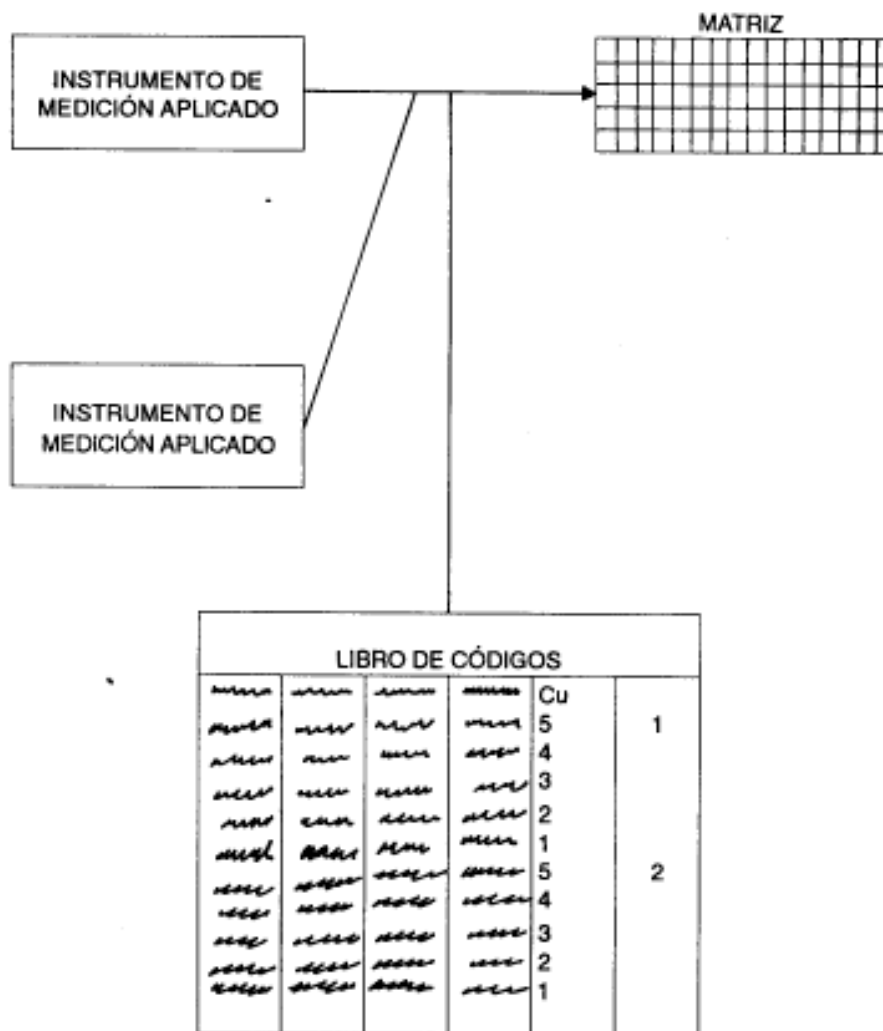 MATRIZ
INSTRUMENTO DE
MEDICIÓN APLICADO
INSTRUMENTO DE
MEDICIÓN APLICADO
LIBRO DE CÓDIGOS
Cu
5 1
4
3
2
1
5 2
4
3
2
1